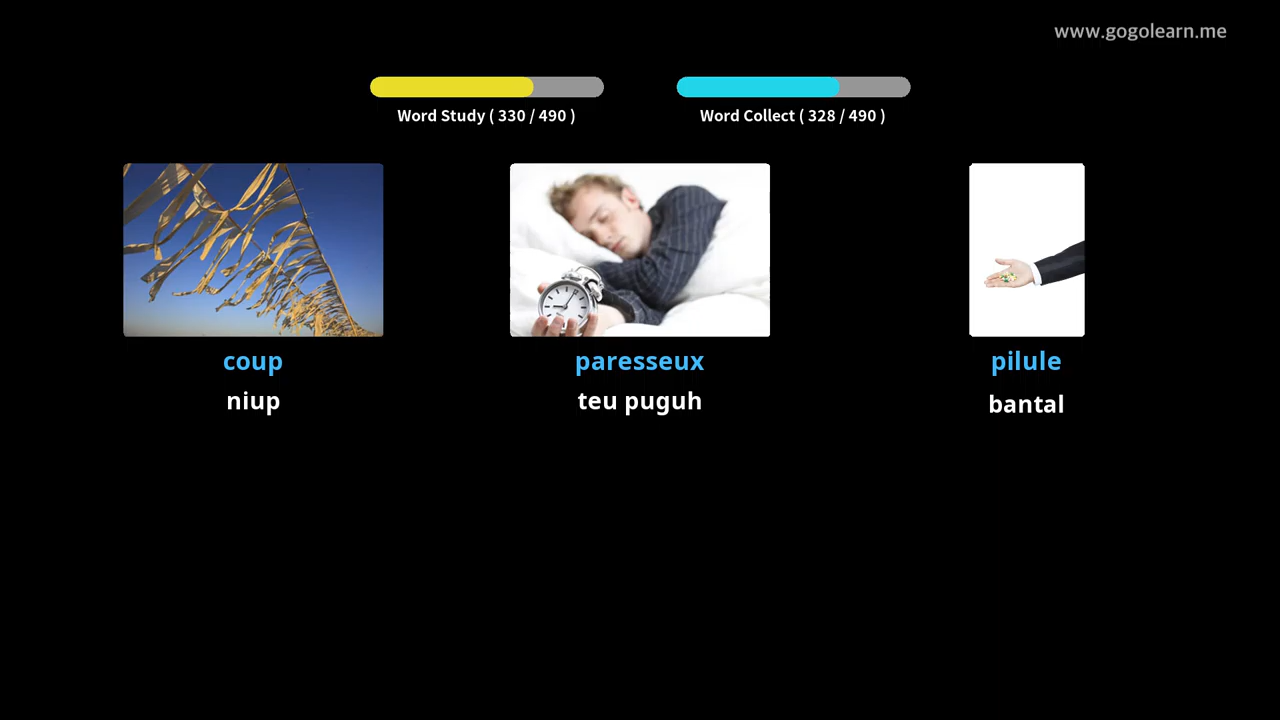 www.gogolearn.me
Word Study ( 330 / 490 )
Word Collect ( 328 / 490 )
coup
paresseux
pilule
niup
teu puguh
bantal